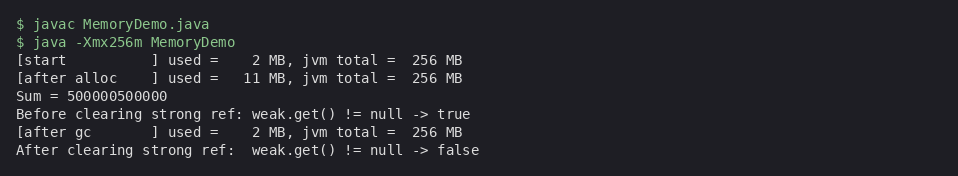 $ javac MemoryDemo.java
$ java -Xmx256m MemoryDemo
[start          ] used =    2 MB, jvm total =  256 MB
[after alloc    ] used =   11 MB, jvm total =  256 MB
Sum = 500000500000
Before clearing strong ref: weak.get() != null -> true
[after gc       ] used =    2 MB, jvm total =  256 MB
After clearing strong ref:  weak.get() != null -> false